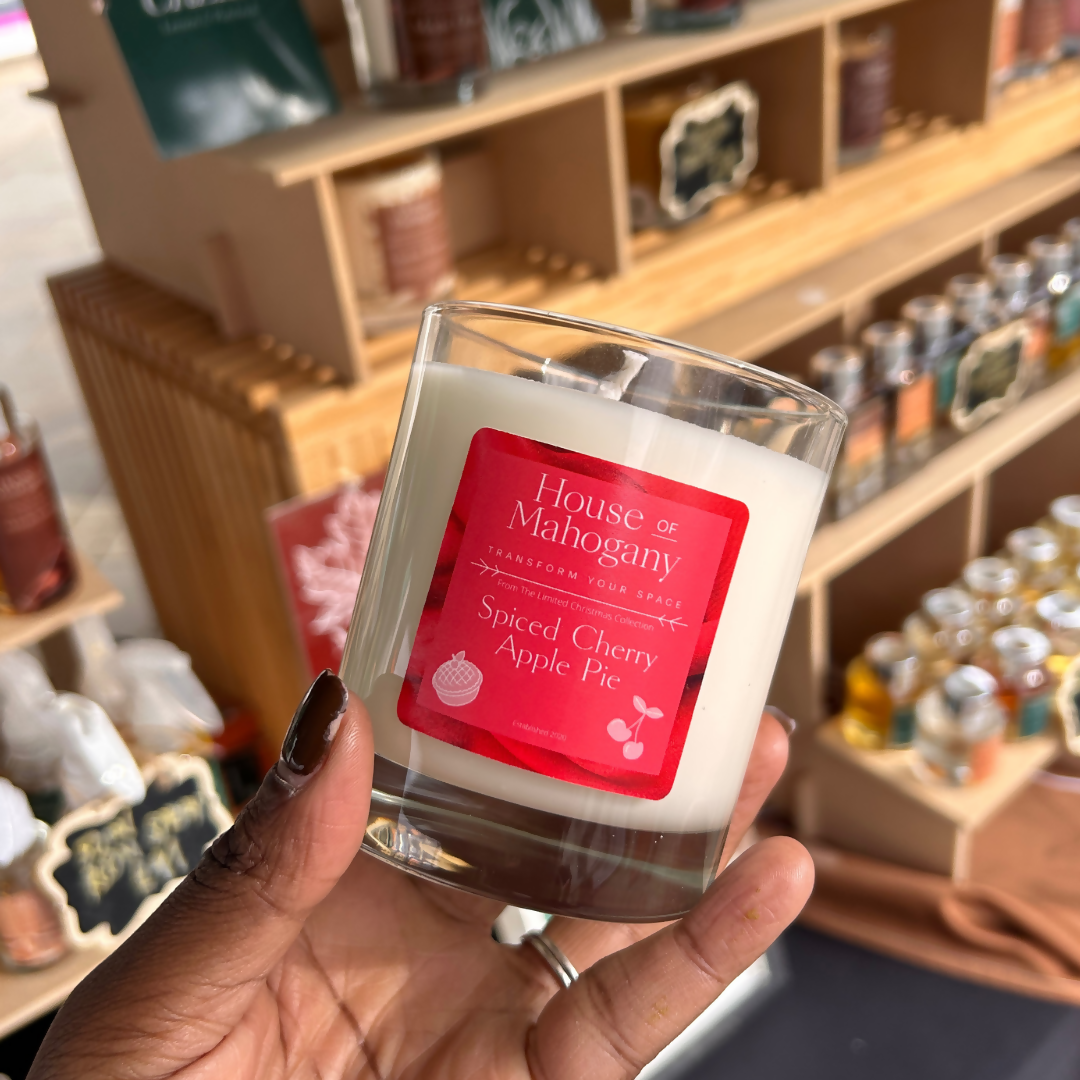 House OF
Mahogany
TRANSFORM YOUR SPACE
From The Limited Christmas Collection
Spiced Cherry
Apple Pie
Established 2020